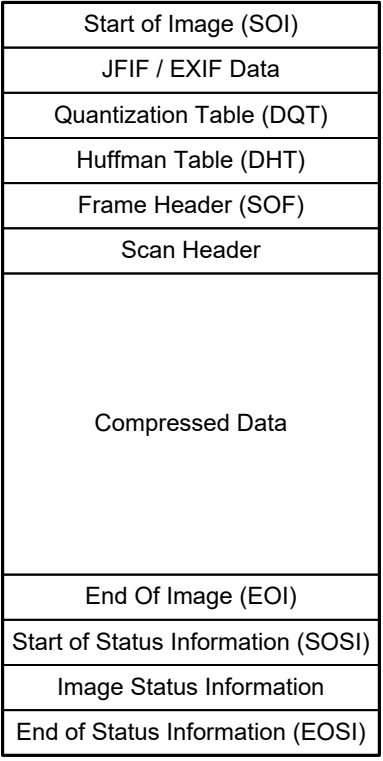 Start of Image (SOI)
JFIF / EXIF Data
Quantization Table (DQT)
Huffman Table (DHT)
Frame Header (SOF)
Scan Header
Compressed Data
End Of Image (EOI)
Start of Status Information (SOSI)
Image Status Information
End of Status Information (EOSI)